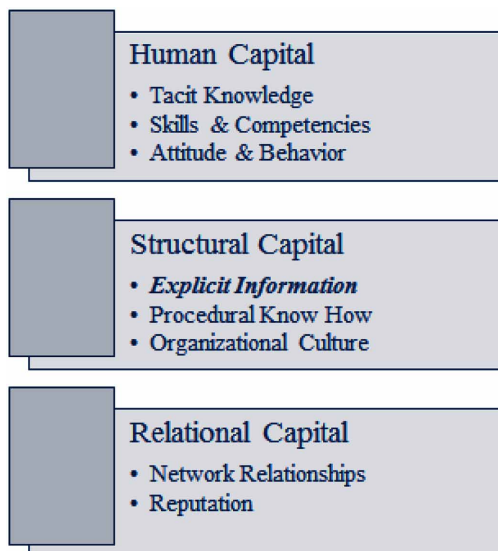 Human Capital
• Tacit Knowledge
• Skills & Competencies
• Attitude & Behavior
Structural Capital
• Explicit Information
• Procedural Know How
• Organizational Culture
Relational Capital
• Network Relationships
• Reputation